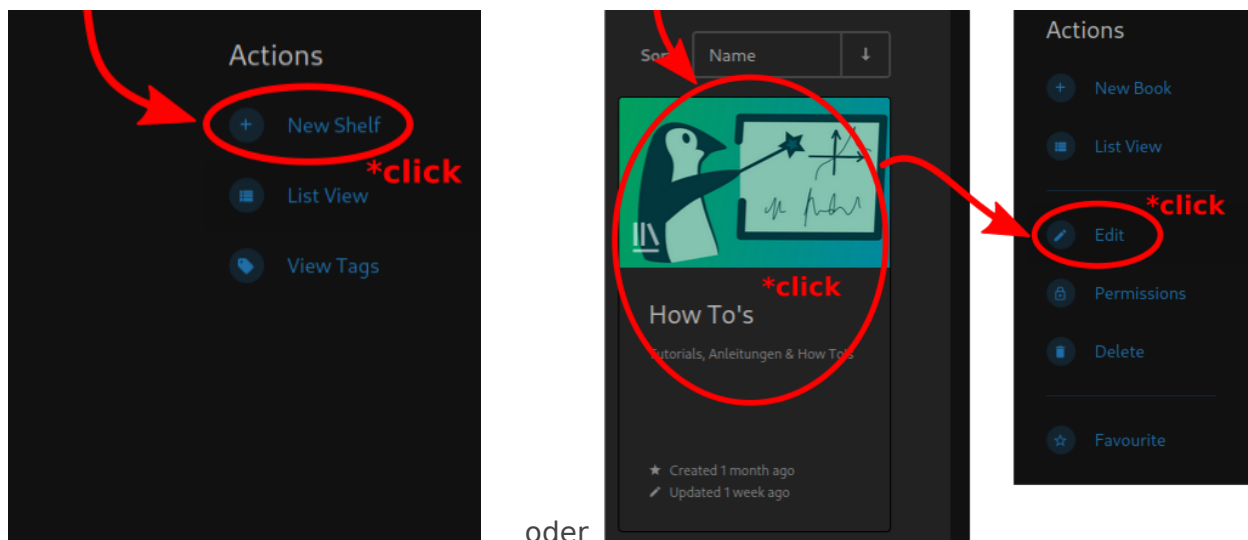 Actions
New Shelf
*click
List View
View Tags
oder
Sort Name
*click
How To's
Tutorials, Anleitungen & How To's
Created 1 month ago
Updated 1 week ago
Actions
New Book
List View
*click
Edit
Permissions
Delete
Favourite